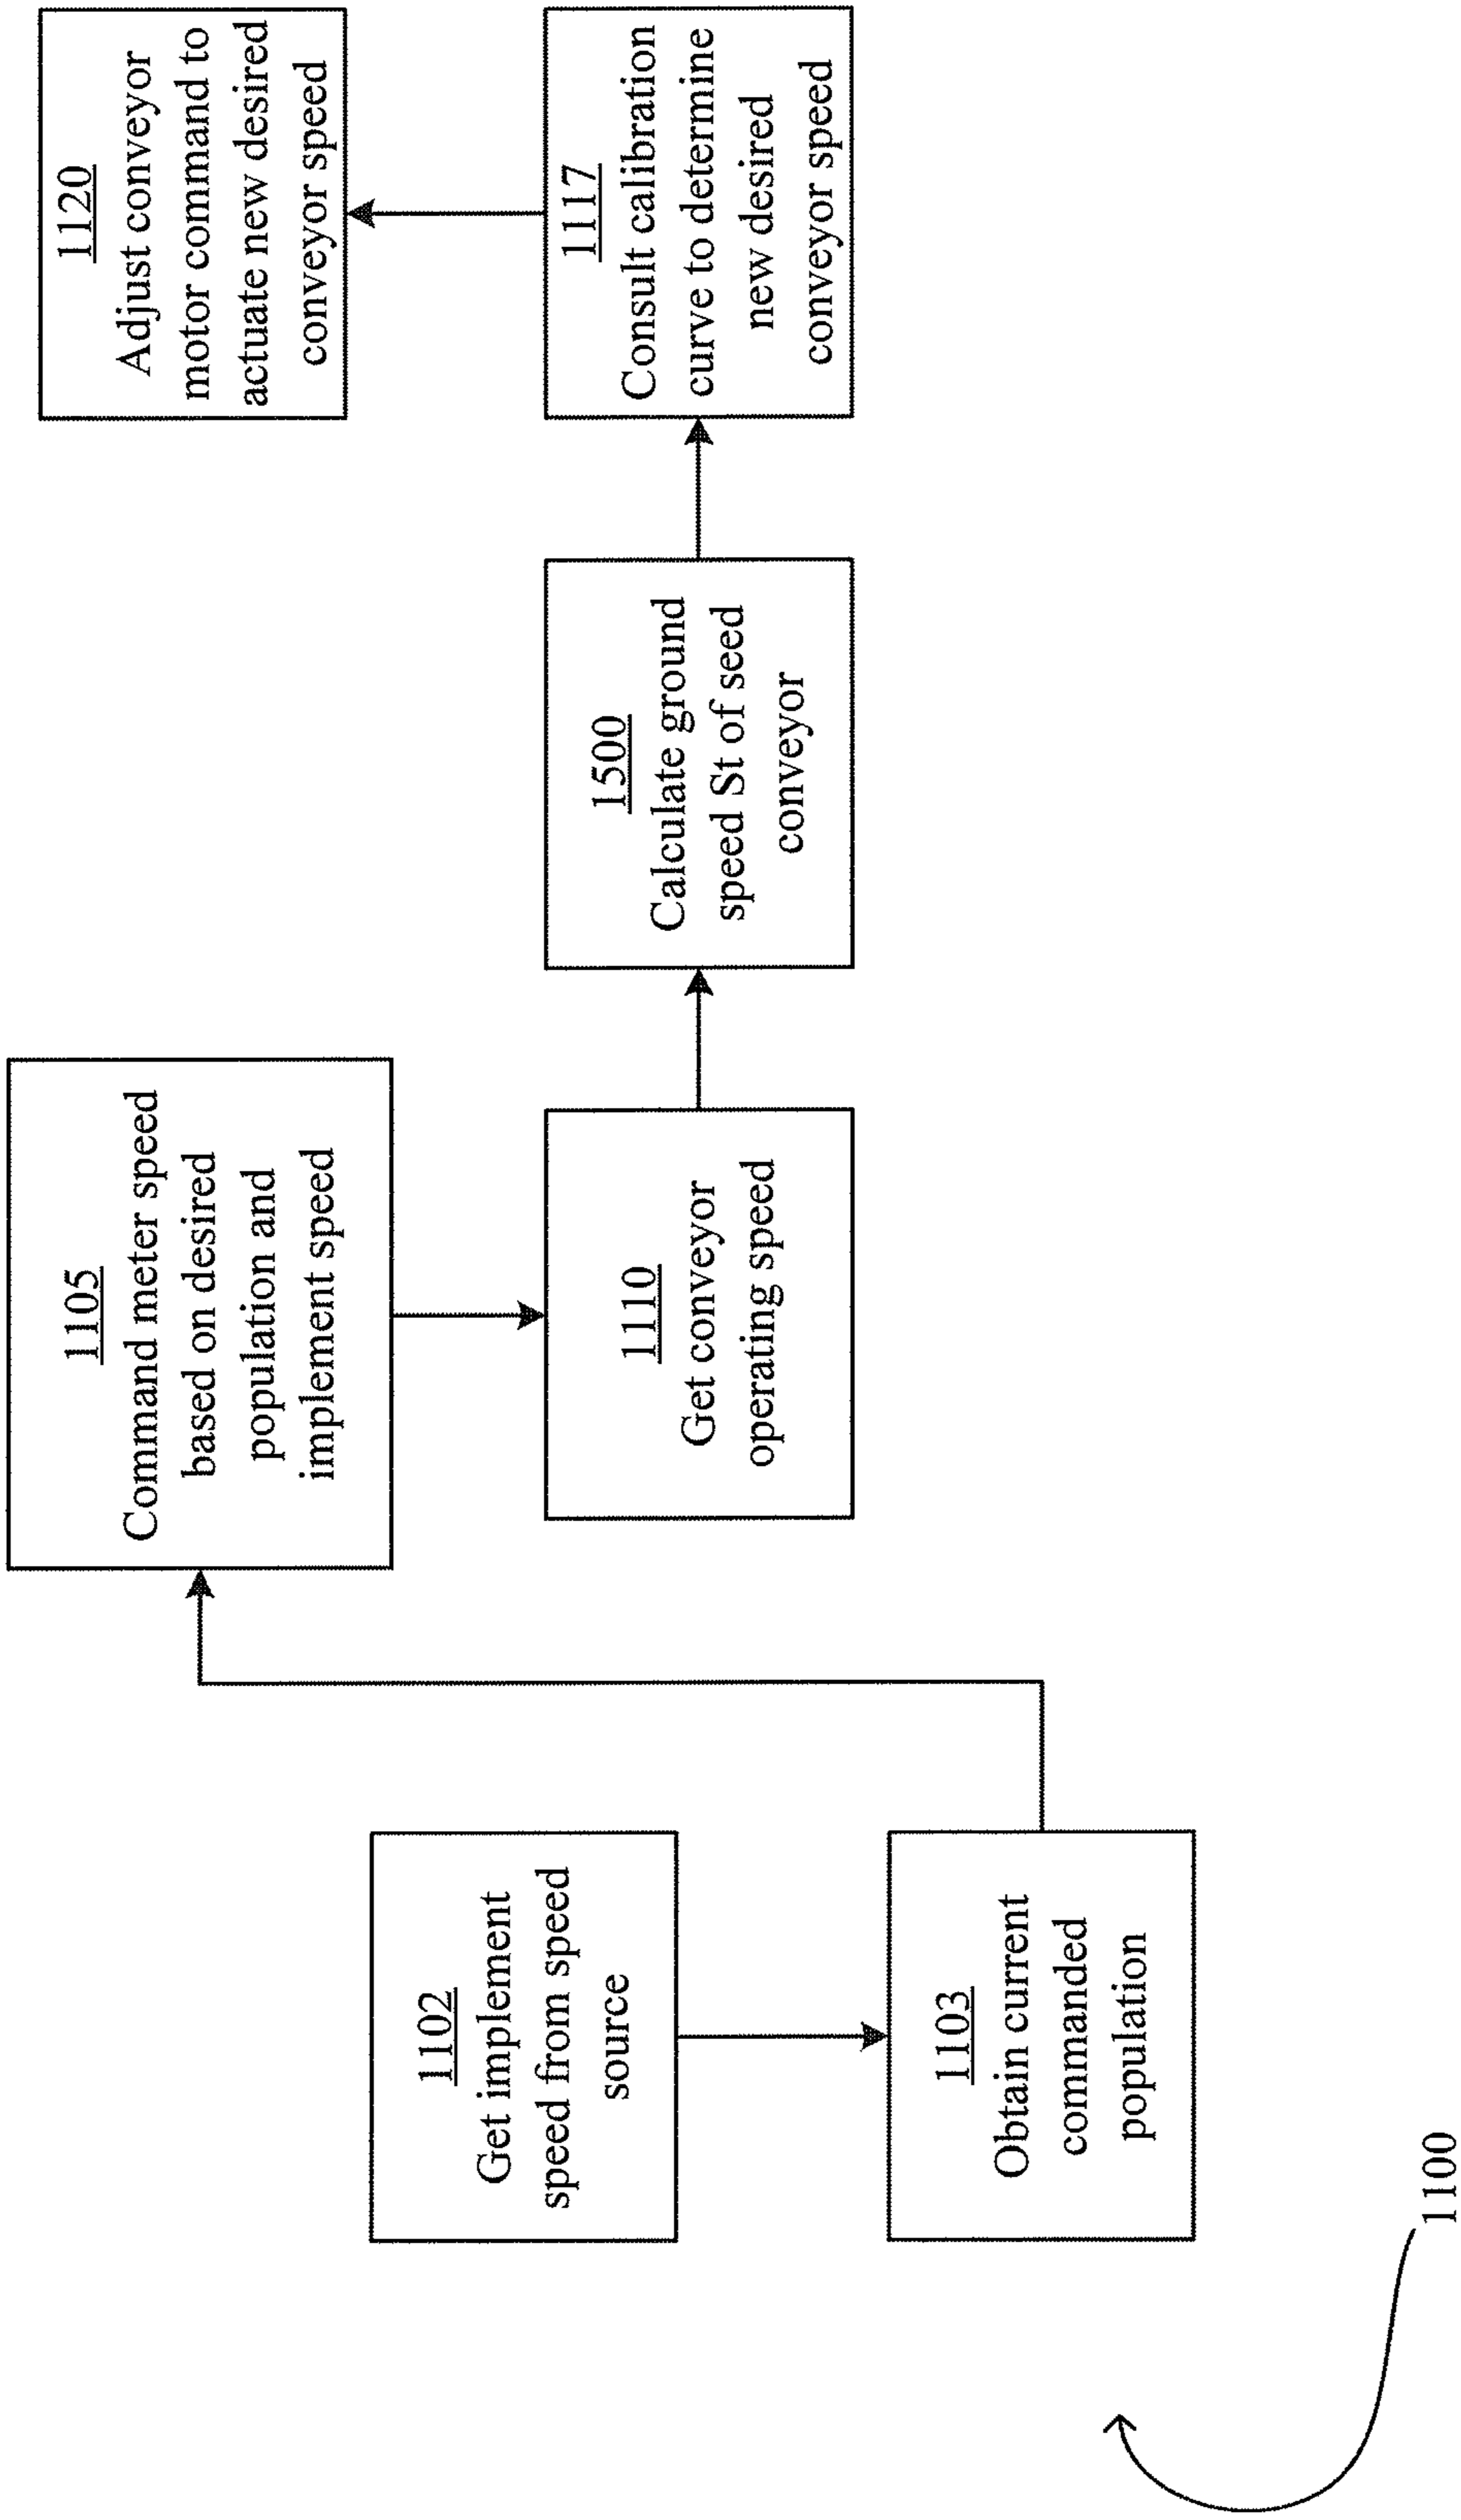 1102
Get implement
speed from speed
source
1103
Obtain current
commanded
population
1105
Command meter speed
based on desired
population and
implement speed
1110
Get conveyor
operating speed
1500
Calculate ground
speed St of seed
conveyor
1117
Consult calibration
curve to determine
new desired
conveyor speed
1120
Adjust conveyor
motor command to
actuate new desired
conveyor speed
1100